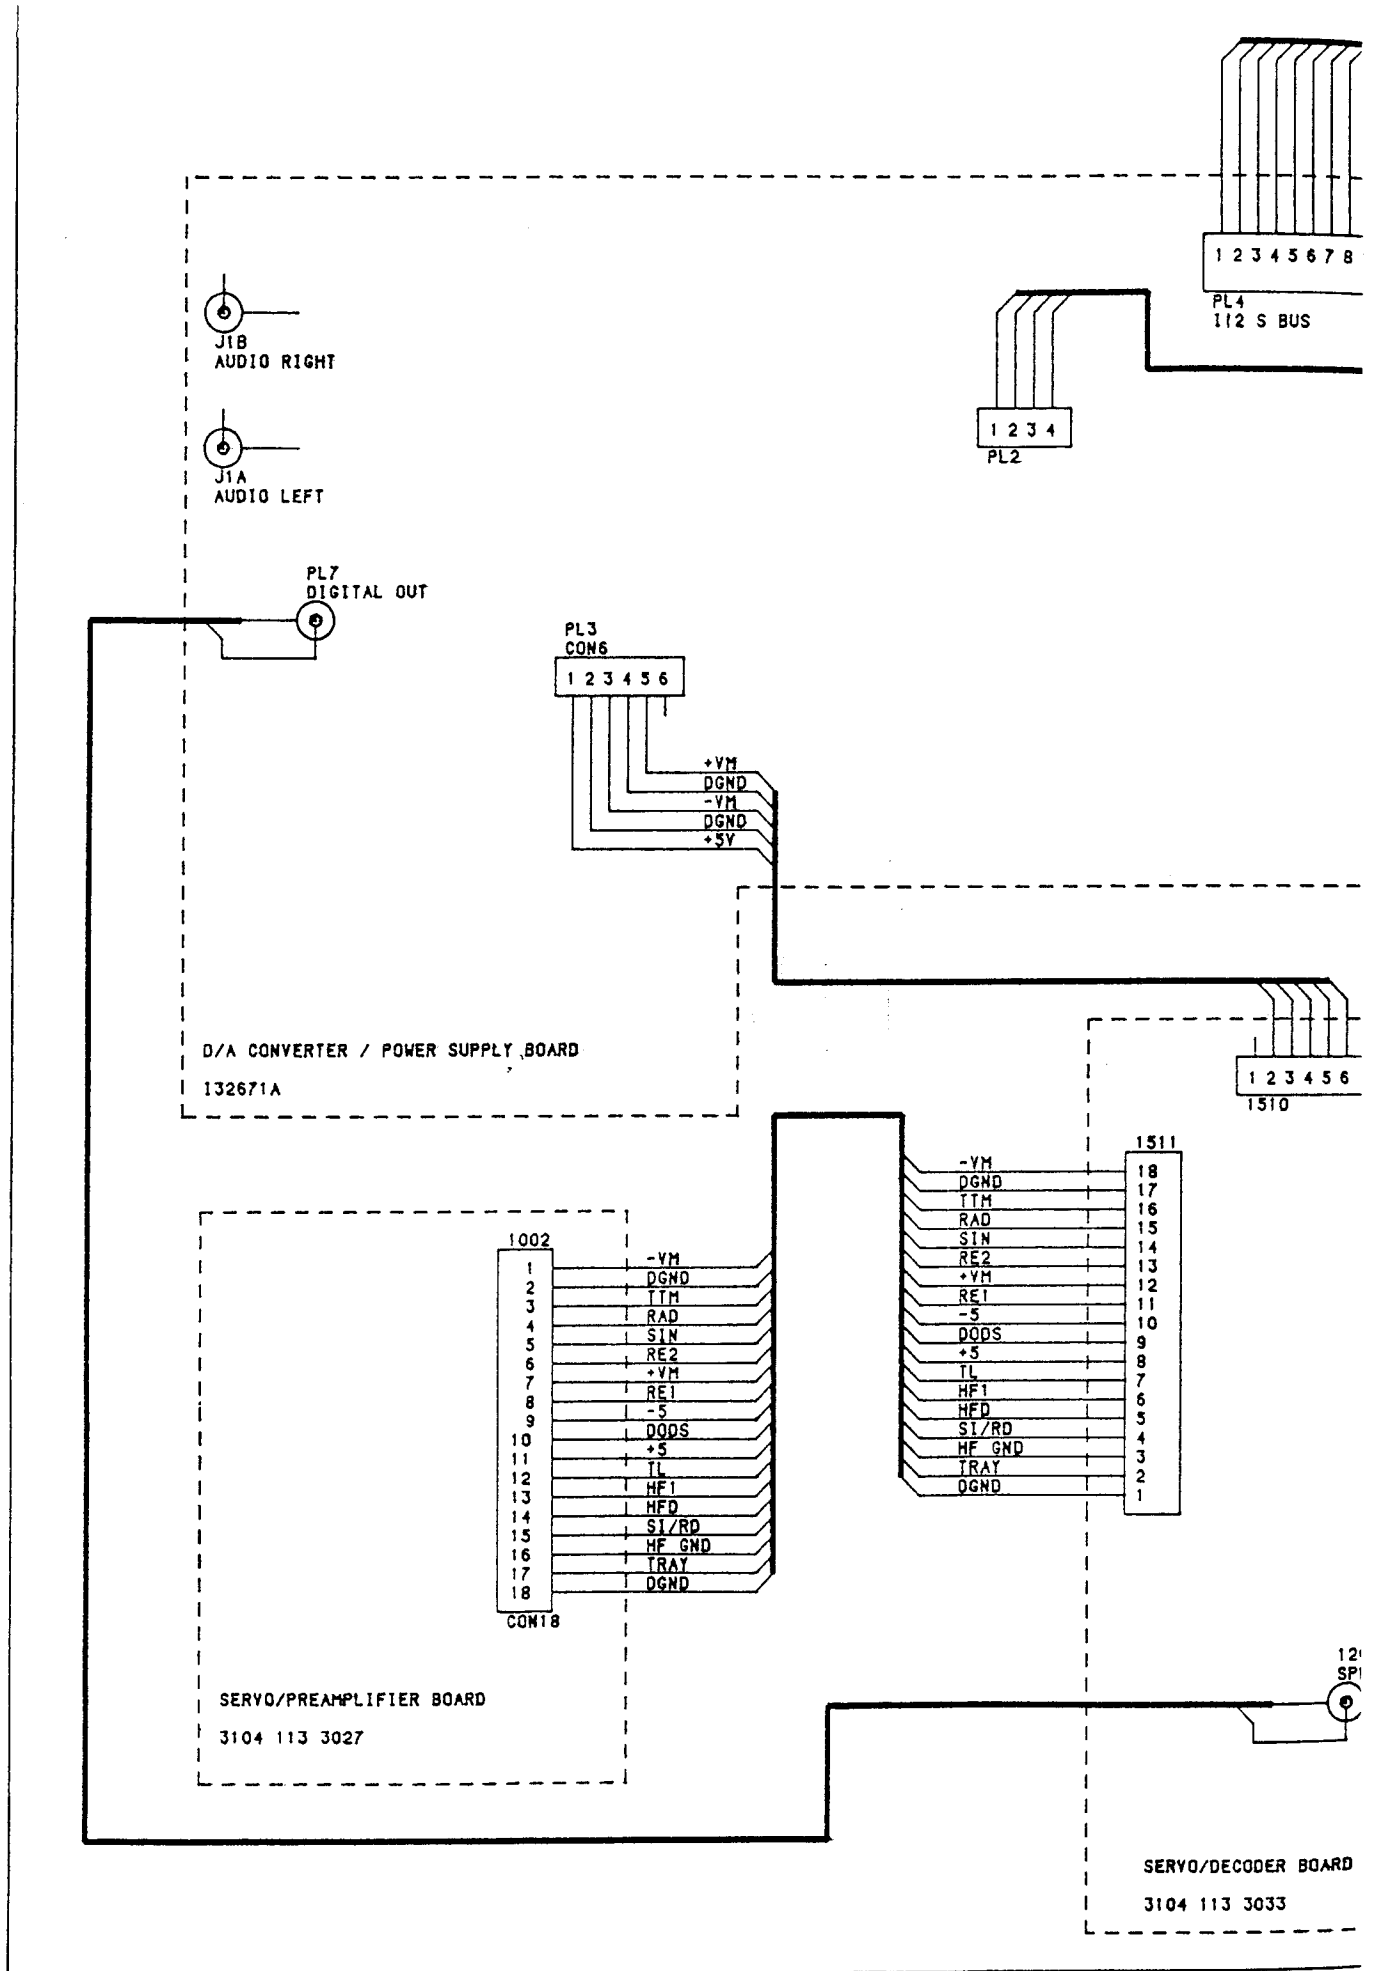 1 2 3 4 5 6 7 8
PL4
I12 S BUS
J1B
AUDIO RIGHT
1 2 3 4
PL2
J1A
AUDIO LEFT
PL7
DIGITAL OUT
PL3
CON6
1 2 3 4 5 6
+VM
DGND
-VM
DGND
+5V
D/A CONVERTER / POWER SUPPLY BOARD
I32671A
1 2 3 4 5 6
1510
1511
-VM 18
DGND 17
TTM 16
RAD 15
SIN 14
RE2 13
+VM 12
RE1 11
-5 10
DODS 9
+5 8
TL 7
HF1 6
HFD 5
SI/RD 4
HF GND 3
TRAY 2
DGND 1
1002
1 -VM
2 DGND
3 TTM
4 RAD
5 SIN
6 RE2
7 +VM
8 RE1
9 -5
10 DODS
11 +5
12 TL
13 HF1
14 HFD
15 SI/RD
16 HF GND
17 TRAY
18 DGND
CON18
SERVO/PREAMPLIFIER BOARD
3104 113 3027
SERVO/DECODER BOARD
3104 113 3033